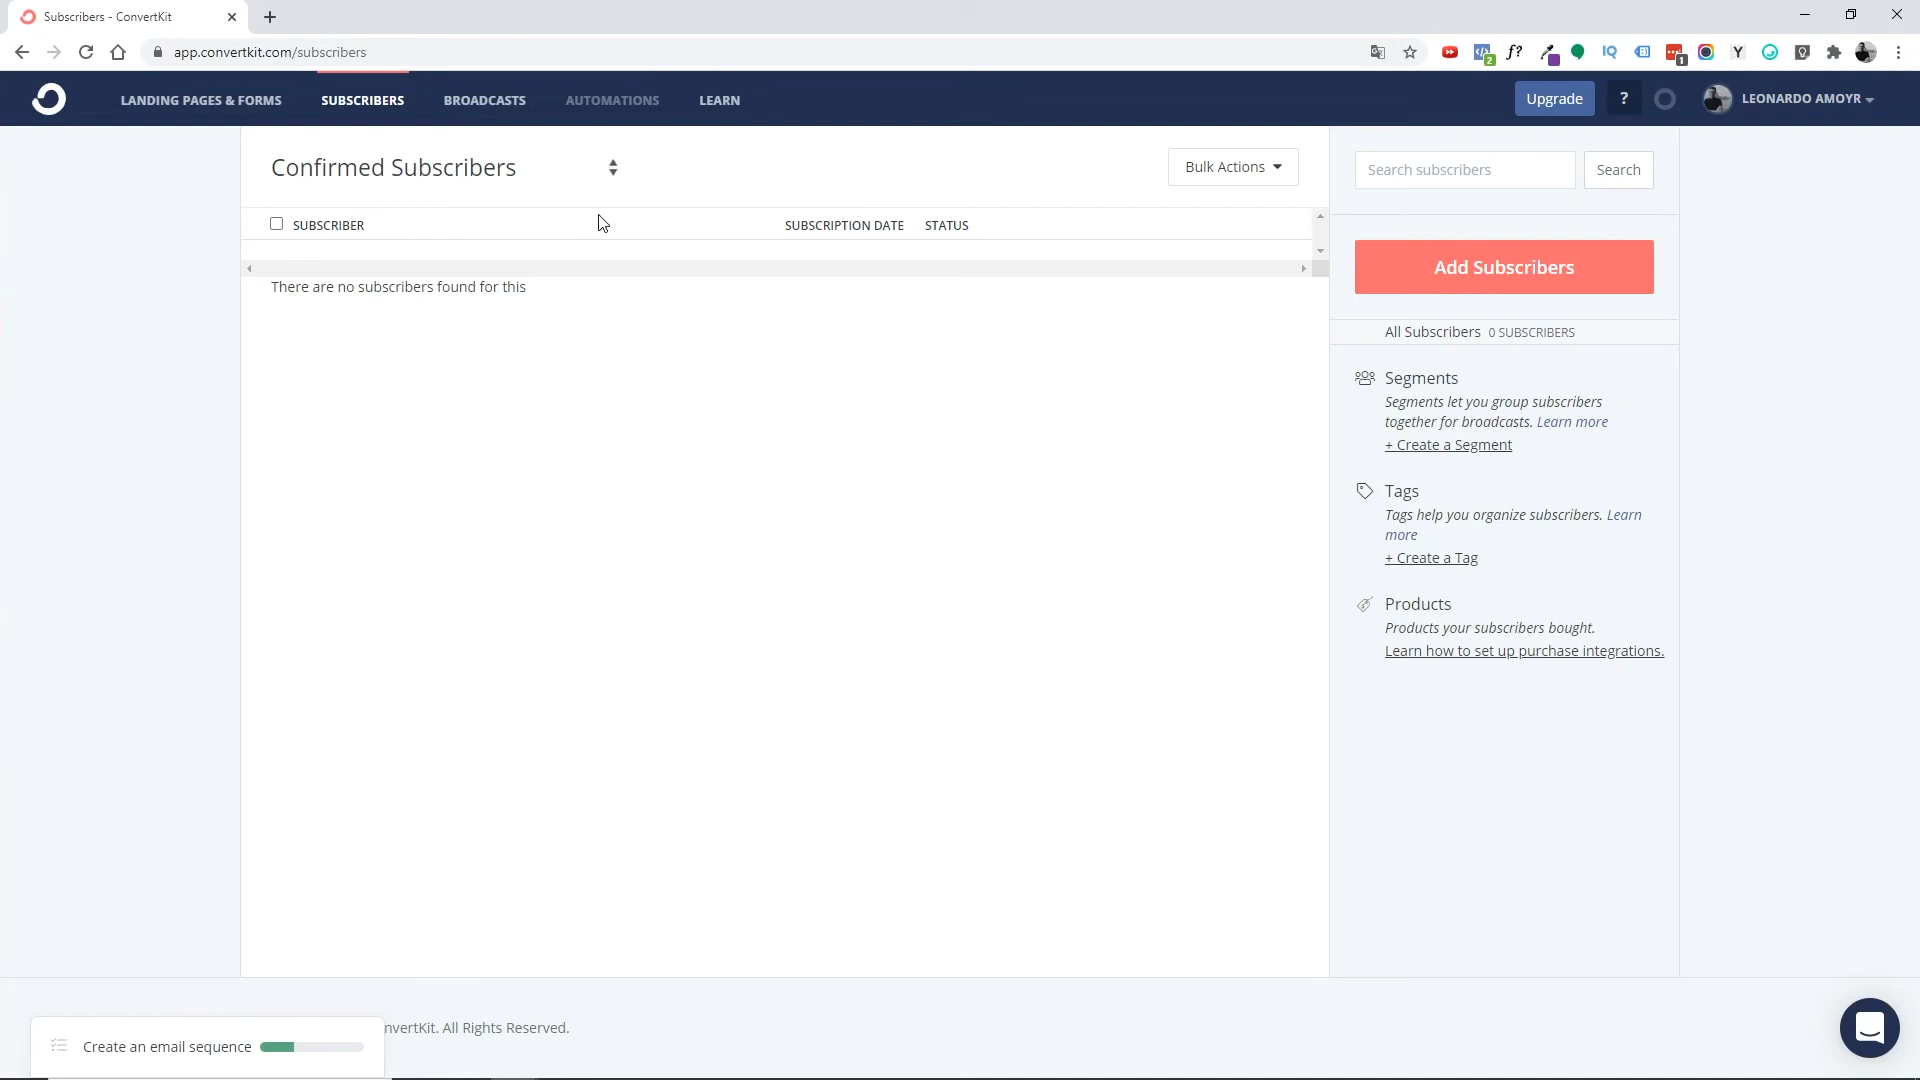 Subscribers - ConvertKit
app.convertkit.com/subscribers
2
f?
IQ
1
Y
LANDING PAGES & FORMS
SUBSCRIBERS
BROADCASTS
AUTOMATIONS
LEARN
Upgrade
?
LEONARDO AMOYR
Confirmed Subscribers
Bulk Actions
Search subscribers
Search
SUBSCRIBER
SUBSCRIPTION DATE
STATUS
There are no subscribers found for this
Add Subscribers
All Subscribers 0 SUBSCRIBERS
Segments
Segments let you group subscribers
together for broadcasts. Learn more
+ Create a Segment
Tags
Tags help you organize subscribers. Learn
more
+ Create a Tag
Products
Products your subscribers bought.
Learn how to set up purchase integrations.
nvertKit. All Rights Reserved.
Create an email sequence